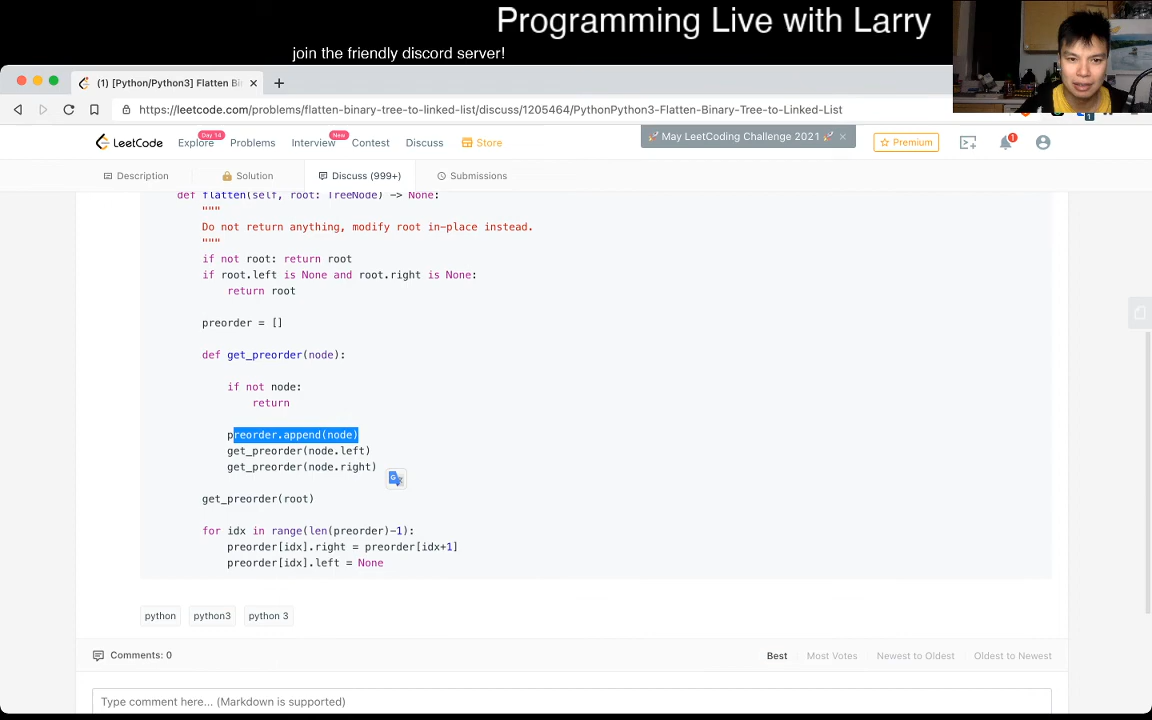 Programming Live with Larry
join the friendly discord server!
(1) [Python/Python3] Flatten Bi
https://leetcode.com/problems/flatten-binary-tree-to-linked-list/discuss/1205464/PythonPython3-Flatten-Binary-Tree-to-Linked-List
1
LeetCode
Explore
Day 14
Problems
Interview
New
Contest
Discuss
Store
May LeetCoding Challenge 2021
Premium
1
Description
Solution
Discuss (999+)
Submissions
def flatten(self, root: TreeNode) -> None:
"""
Do not return anything, modify root in-place instead.
"""
if not root: return root
if root.left is None and root.right is None:
return root
preorder = []
def get_preorder(node):
if not node:
return
preorder.append(node)
get_preorder(node.left)
get_preorder(node.right)
get_preorder(root)
for idx in range(len(preorder)-1):
preorder[idx].right = preorder[idx+1]
preorder[idx].left = None
python
python3
python 3
Comments: 0
Best
Most Votes
Newest to Oldest
Oldest to Newest
Type comment here... (Markdown is supported)